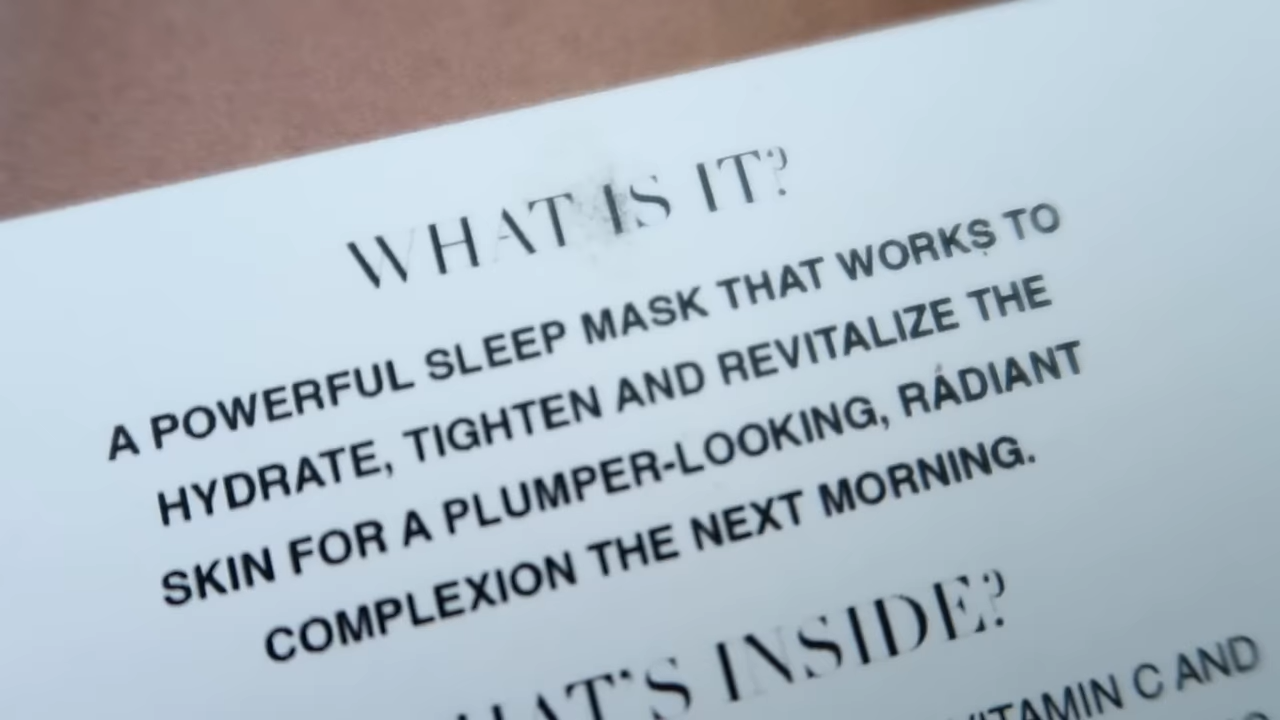 WHAT IS IT?
A POWERFUL SLEEP MASK THAT WORKS TO
HYDRATE, TIGHTEN AND REVITALIZE THE
SKIN FOR A PLUMPER-LOOKING, RADIANT
COMPLEXION THE NEXT MORNING.
WHAT'S INSIDE?
VITAMIN C AND